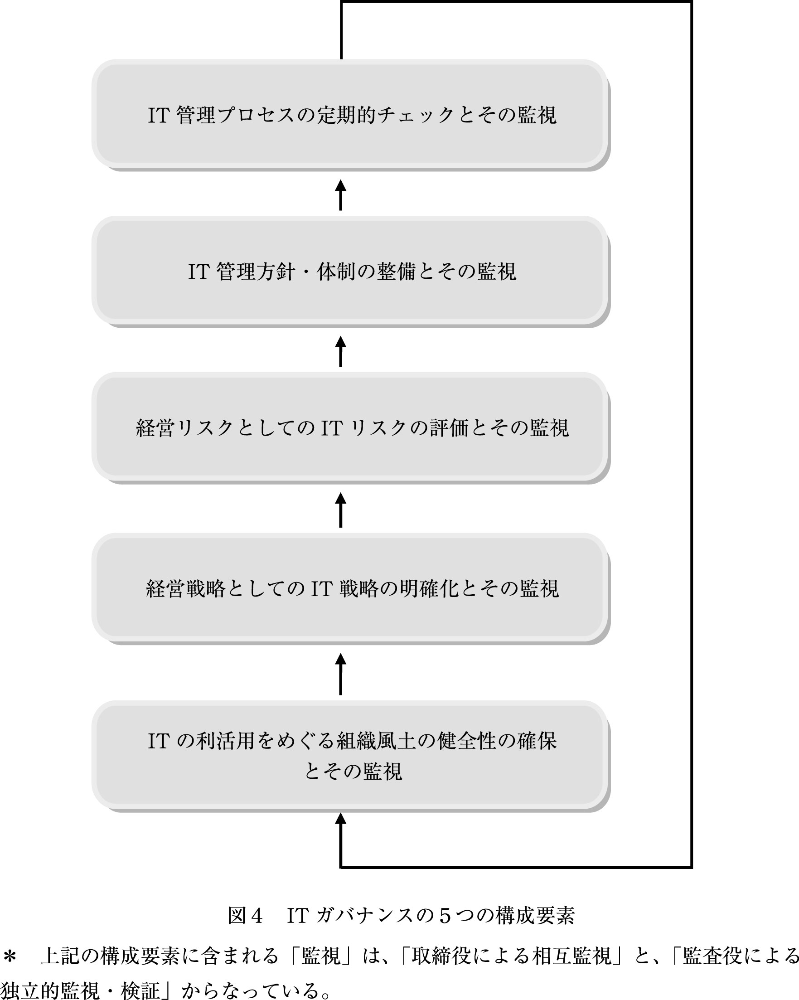 IT 管理プロセスの定期的チェックとその監視
IT 管理方針・体制の整備とその監視
経営リスクとしての IT リスクの評価とその監視
経営戦略としての IT 戦略の明確化とその監視
IT の利活用をめぐる組織風土の健全性の確保
とその監視
図４　IT ガバナンスの５つの構成要素
＊　上記の構成要素に含まれる「監視」は、「取締役による相互監視」と、「監査役による
独立的監視・検証」からなっている。